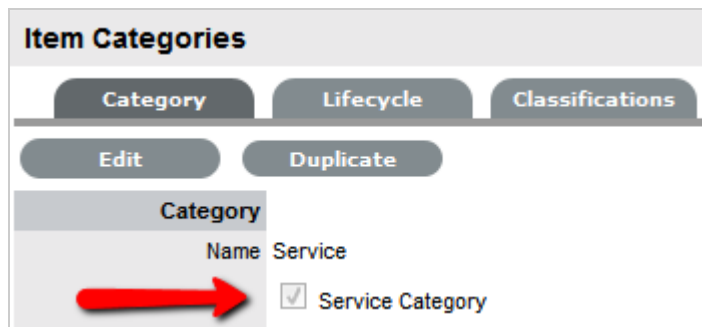 Item Categories
Category Lifecycle Classifications
Edit Duplicate
Category
Name Service
Service Category